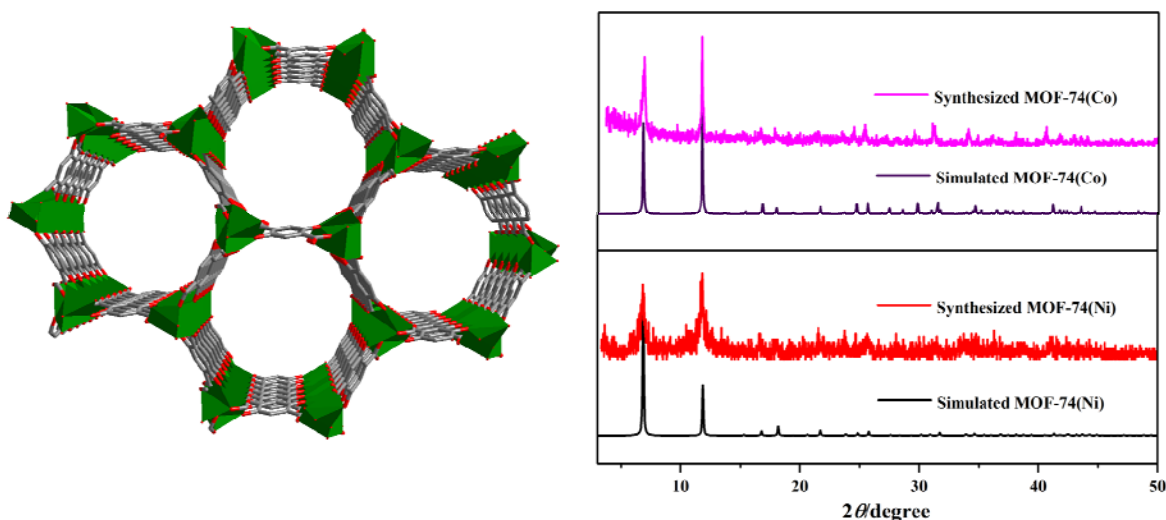 Synthesized MOF-74(Co)
Simulated MOF-74(Co)
Synthesized MOF-74(Ni)
Simulated MOF-74(Ni)
10 20 30 40 50
2θ/degree